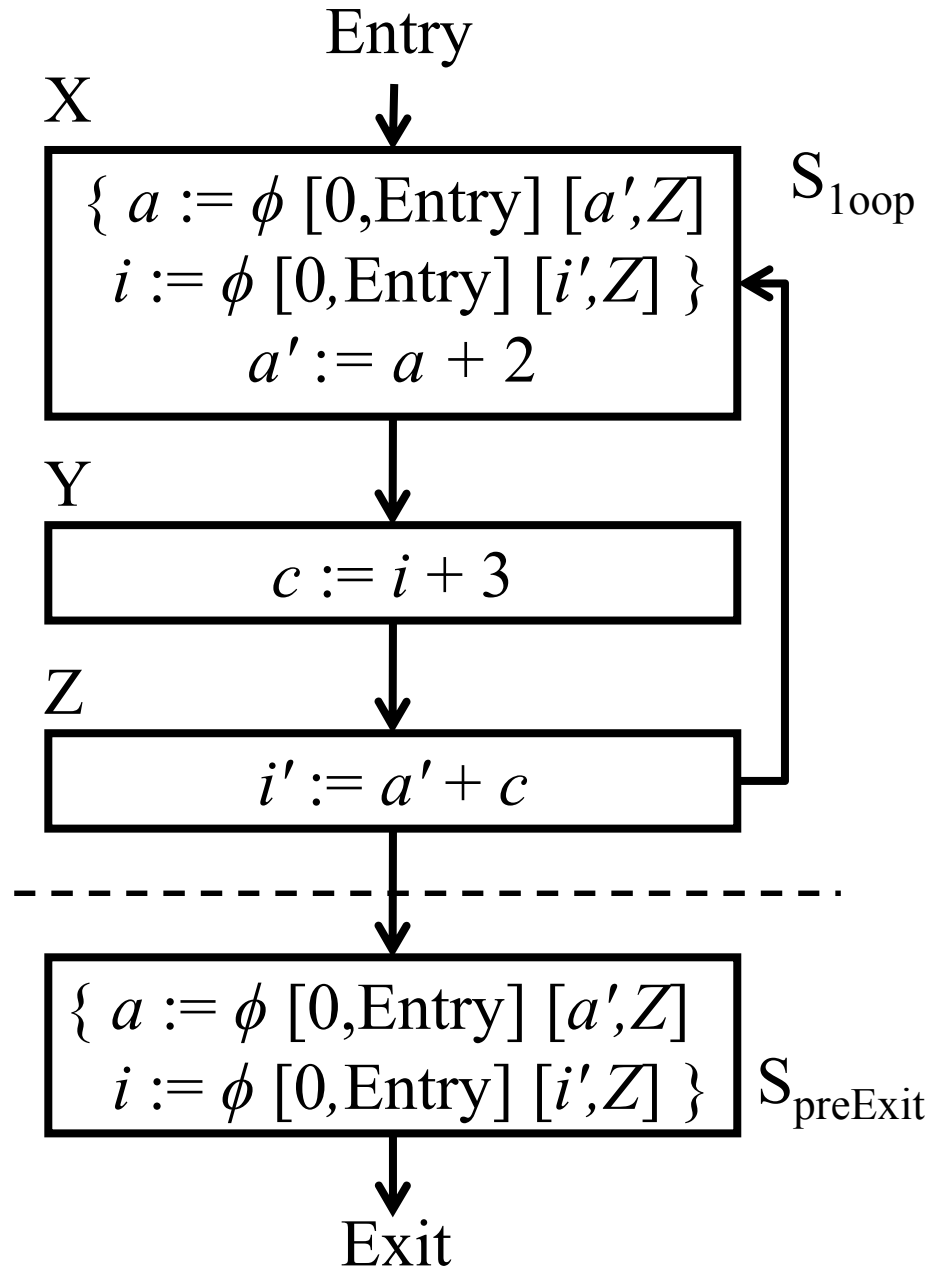 Entry
X
{ a := ϕ [0,Entry] [a′,Z]
i := ϕ [0,Entry] [i′,Z] }
a′ := a + 2
S1oop
Y
c := i + 3
Z
i′ := a′ + c
{ a := ϕ [0,Entry] [a′,Z]
i := ϕ [0,Entry] [i′,Z] }
SpreExit
Exit